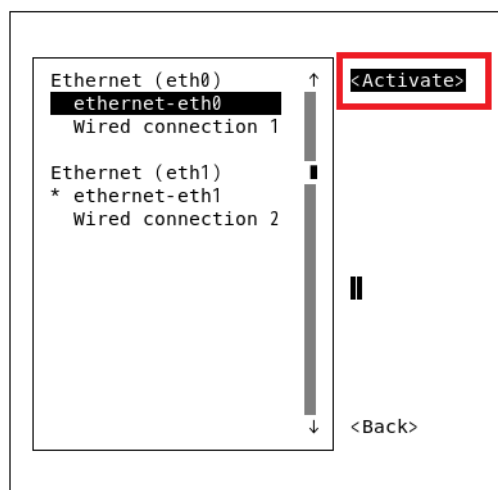 Ethernet (eth0) ↑ <Activate>
ethernet-eth0
Wired connection 1
Ethernet (eth1)
* ethernet-eth1
Wired connection 2
↓ <Back>